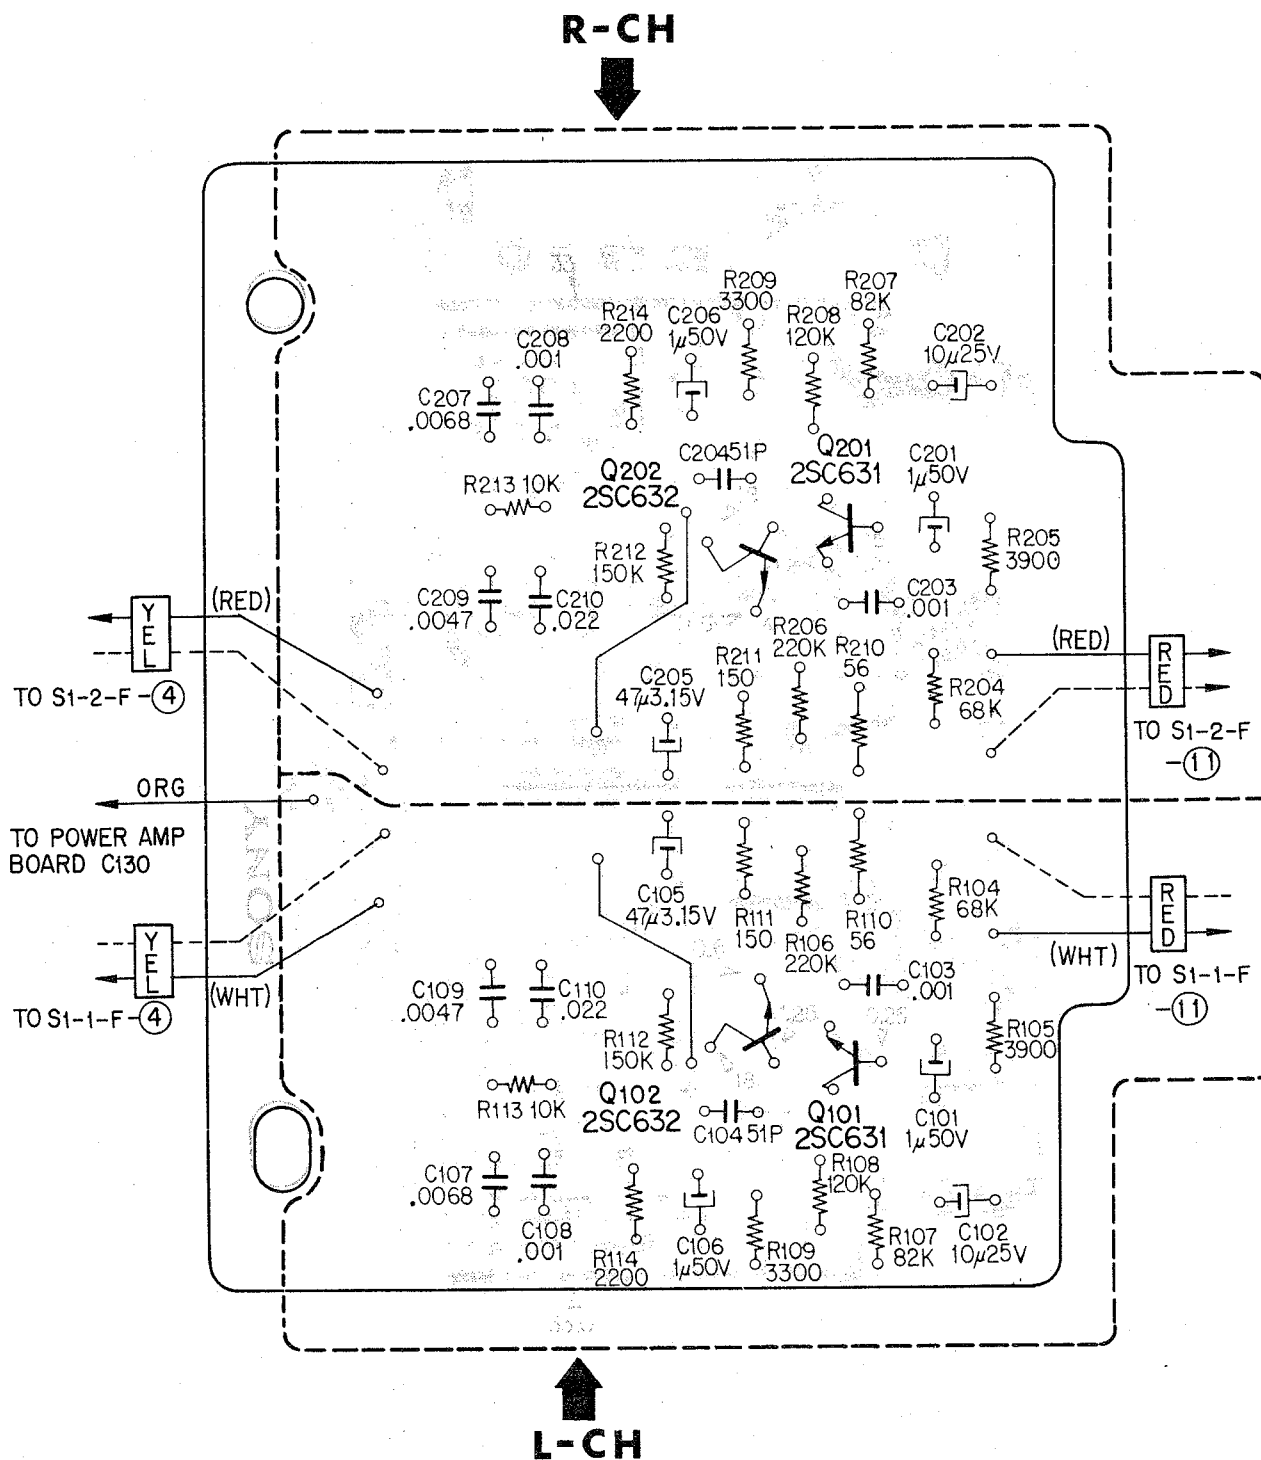 R-CH
R209
3300
R207
82K
R214
2200
C206
1μ50V
R208
120K
C202
10μ25V
C208
.001
C207
.0068
C204 51P
Q201
2SC631
C201
1μ50V
Q202
2SC632
R213 10K
R205
3900
R212
150K
C209
.0047
C210
.022
C203
.001
(RED)
YEL
TO S1-2-F-④
R206
220K
R210
56
R211
150
(RED)
RED
TO S1-2-F
-⑪
C205
47μ3.15V
R204
68K
ORG
TO POWER AMP
BOARD C130
SONY
C105
47μ3.15V
R111
150
R106
220K
R110
56
R104
68K
RED
(WHT)
TO S1-1-F
-⑪
YEL
(WHT)
TO S1-1-F-④
C109
.0047
C110
.022
C103
.001
R112
150K
R105
3900
R113 10K
Q102
2SC632
C104 51P
Q101
2SC631
C101
1μ50V
C107
.0068
C108
.001
R108
120K
R114
2200
C106
1μ50V
R109
3300
R107
82K
C102
10μ25V
L-CH